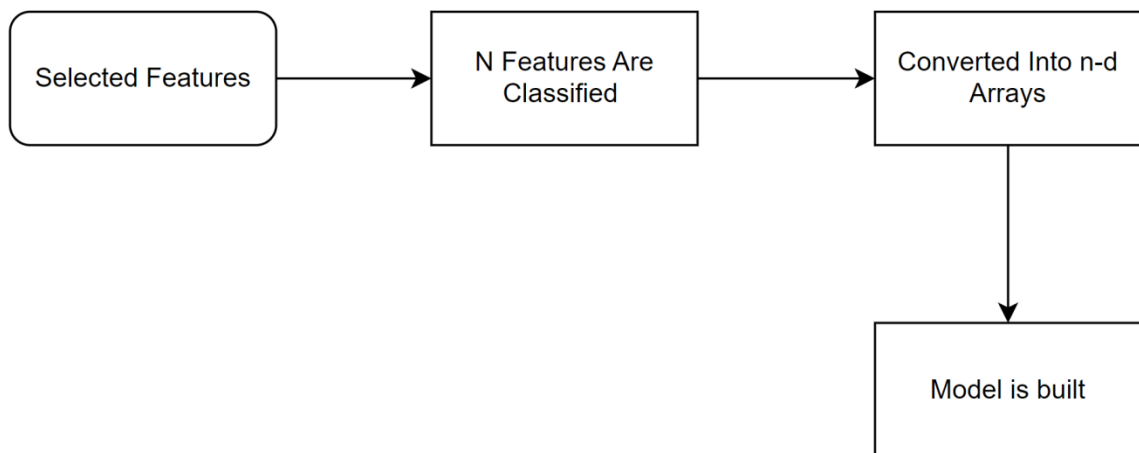 Selected Features
N Features Are
Classified
Converted Into n-d
Arrays
Model is built